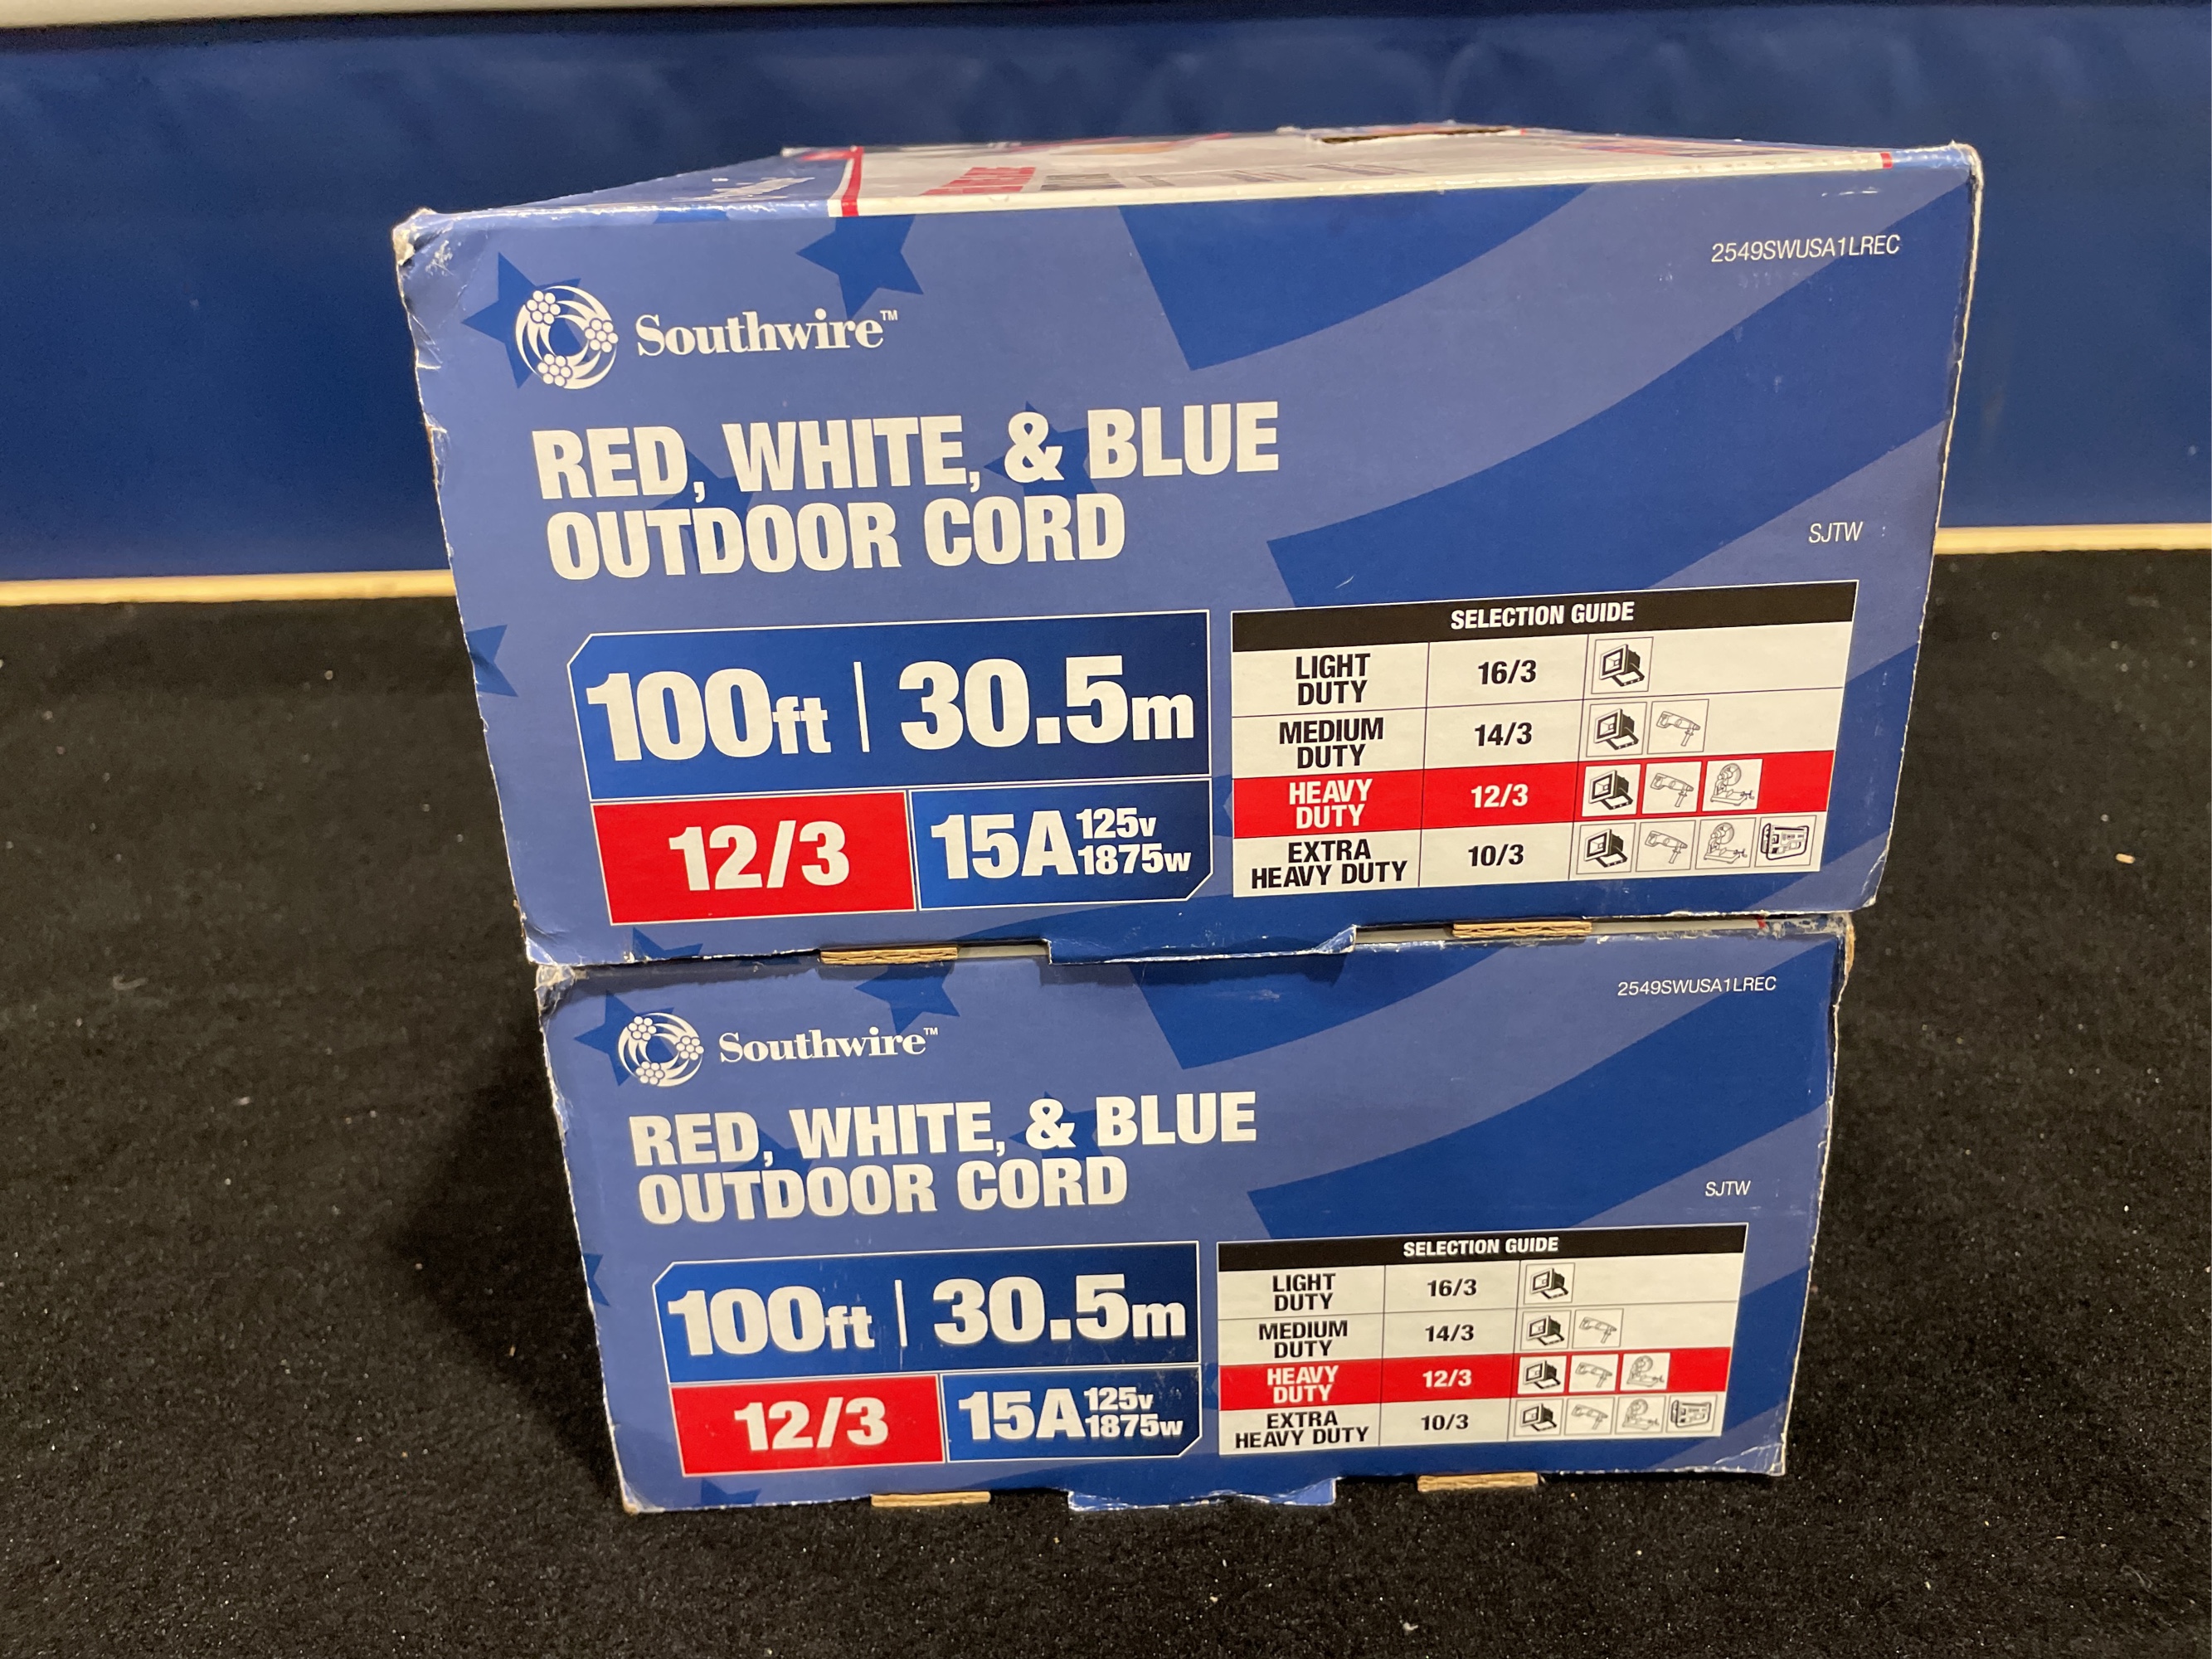 2549SWUSA1LREC
Southwire™
RED, WHITE, & BLUE
OUTDOOR CORD
SJTW
100ft | 30.5m
12/3
15A 125v
1875w
SELECTION GUIDE
LIGHT
DUTY
16/3
MEDIUM
DUTY
14/3
HEAVY
DUTY
12/3
EXTRA
HEAVY DUTY
10/3
2549SWUSA1LREC
Southwire™
RED, WHITE, & BLUE
OUTDOOR CORD
SJTW
100ft | 30.5m
12/3
15A 125v
1875w
SELECTION GUIDE
LIGHT
DUTY
16/3
MEDIUM
DUTY
14/3
HEAVY
DUTY
12/3
EXTRA
HEAVY DUTY
10/3